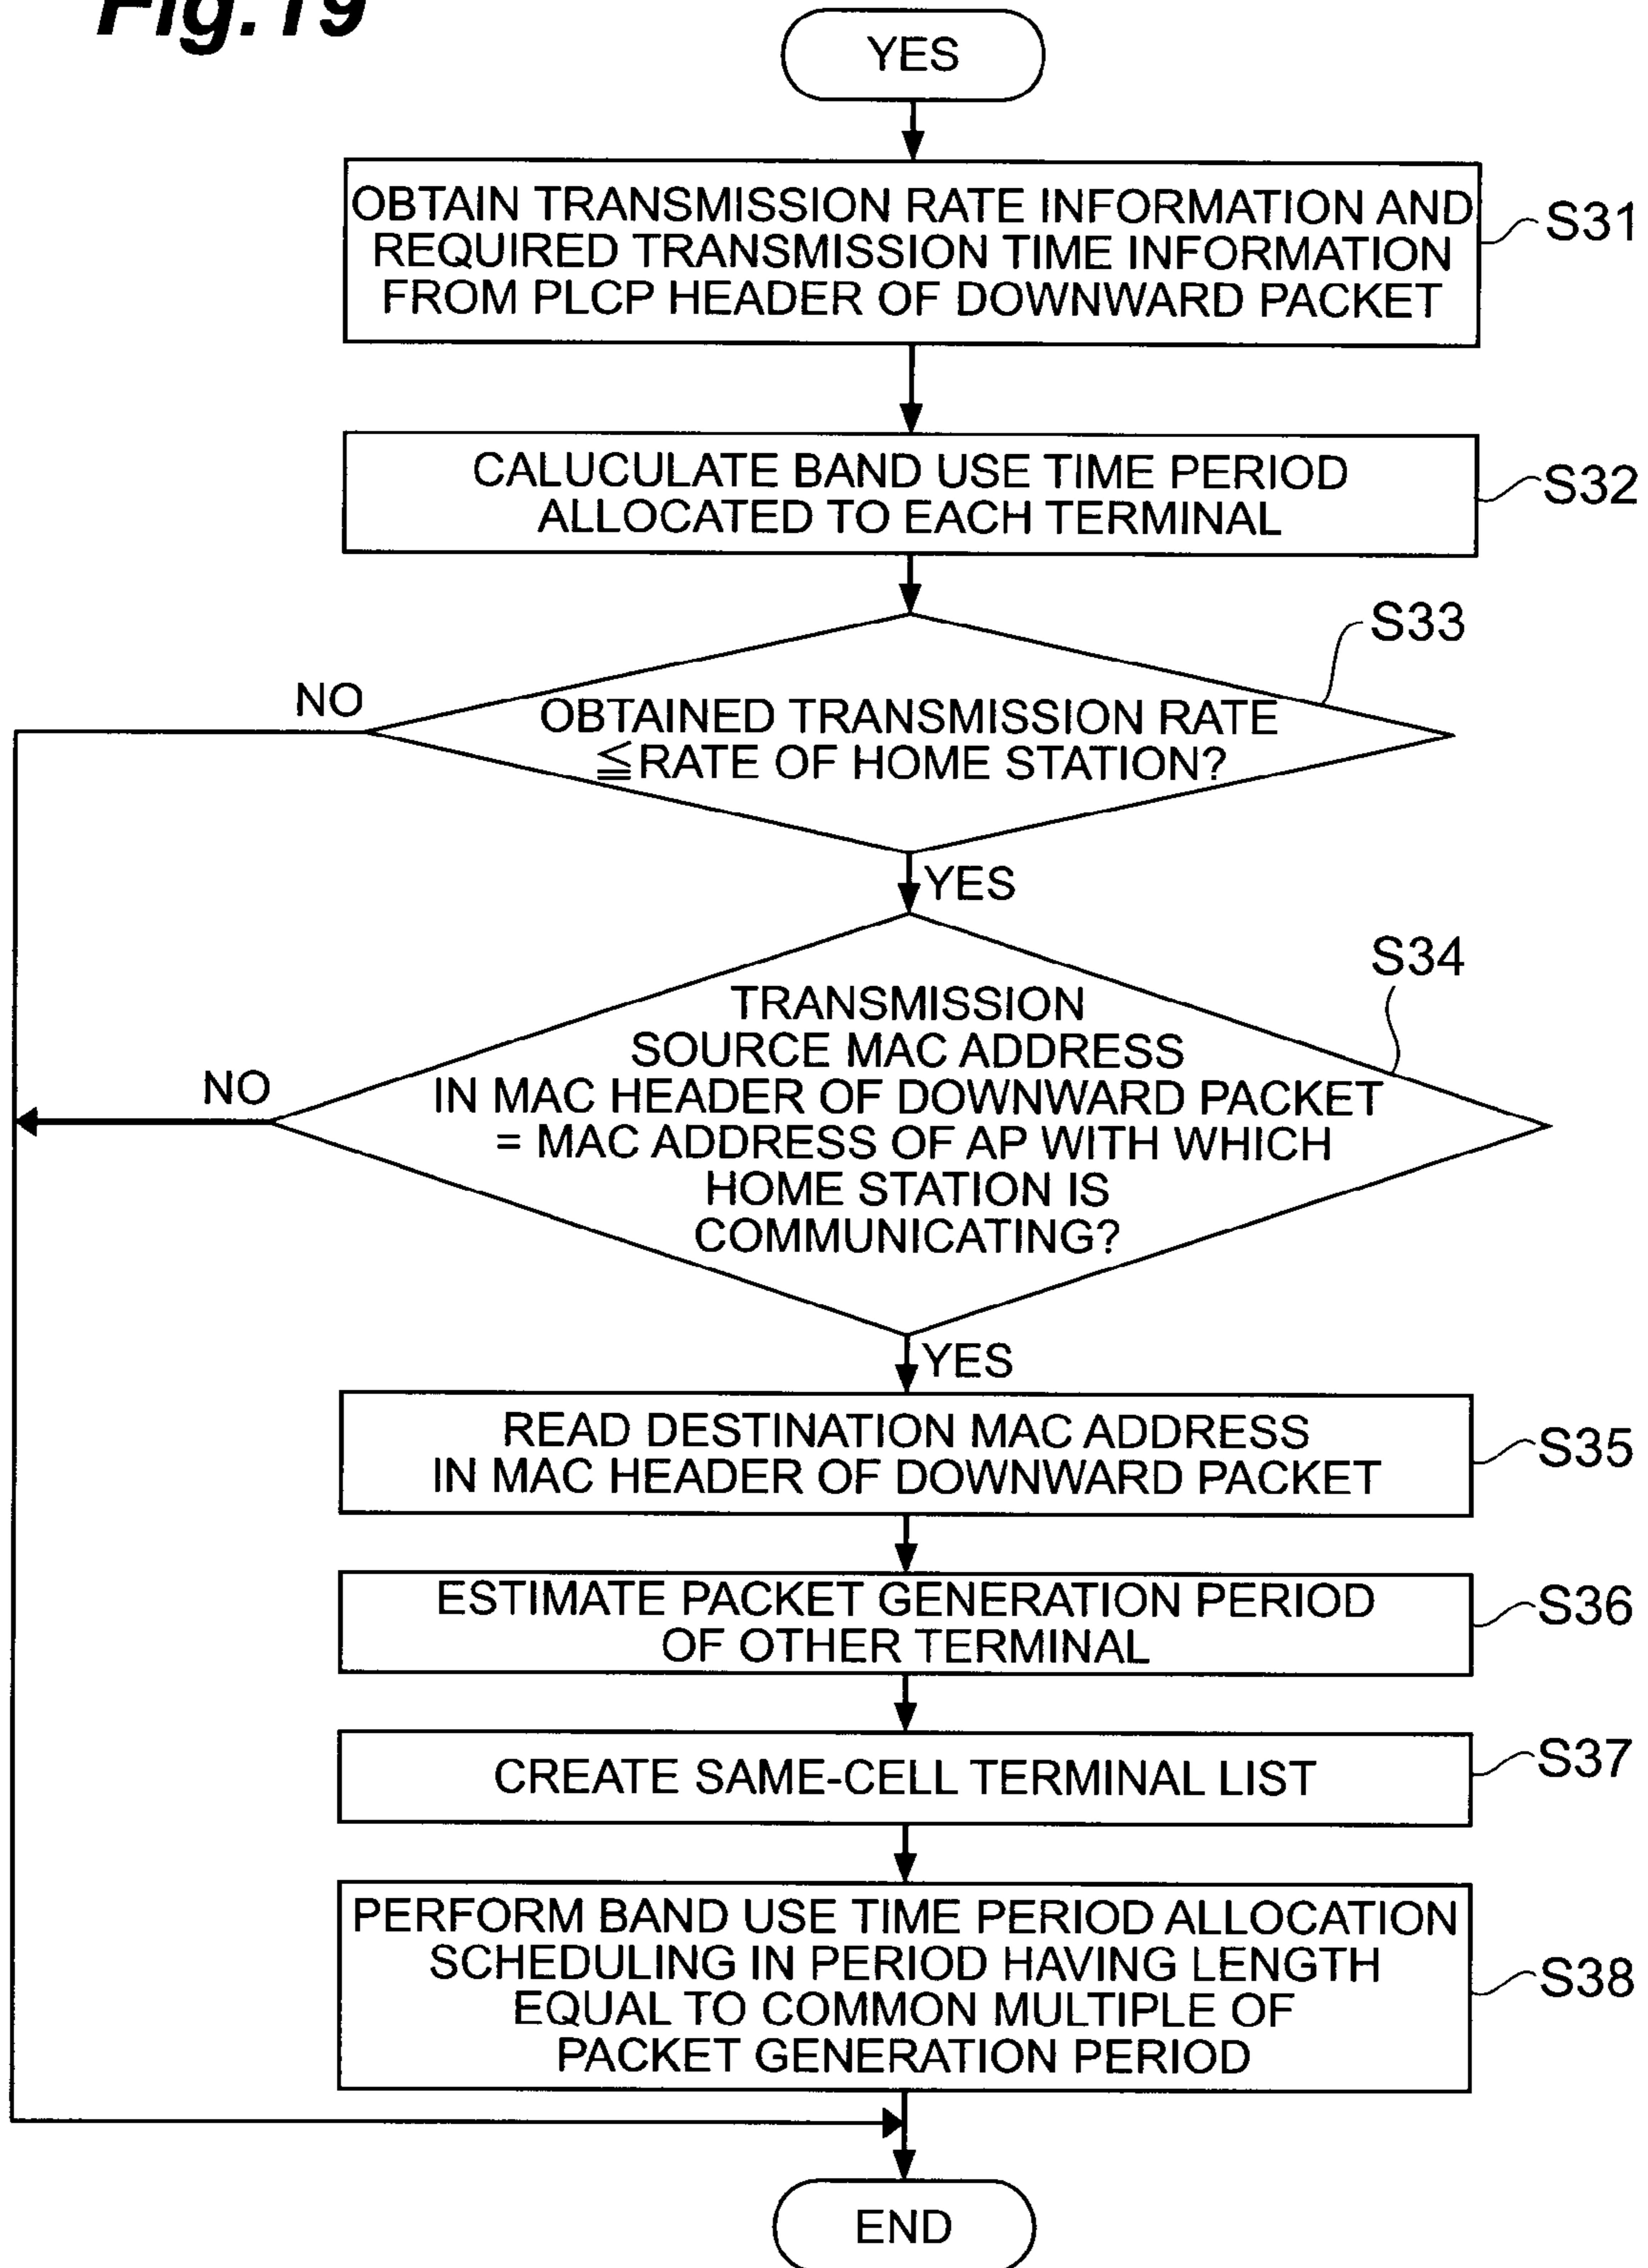 Fig.19
YES
OBTAIN TRANSMISSION RATE INFORMATION AND
REQUIRED TRANSMISSION TIME INFORMATION
FROM PLCP HEADER OF DOWNWARD PACKET
S31
CALUCULATE BAND USE TIME PERIOD
ALLOCATED TO EACH TERMINAL
S32
S33
NO
OBTAINED TRANSMISSION RATE
≦RATE OF HOME STATION?
YES
S34
NO
TRANSMISSION
SOURCE MAC ADDRESS
IN MAC HEADER OF DOWNWARD PACKET
= MAC ADDRESS OF AP WITH WHICH
HOME STATION IS
COMMUNICATING?
YES
READ DESTINATION MAC ADDRESS
IN MAC HEADER OF DOWNWARD PACKET
S35
ESTIMATE PACKET GENERATION PERIOD
OF OTHER TERMINAL
S36
CREATE SAME-CELL TERMINAL LIST
S37
PERFORM BAND USE TIME PERIOD ALLOCATION
SCHEDULING IN PERIOD HAVING LENGTH
EQUAL TO COMMON MULTIPLE OF
PACKET GENERATION PERIOD
S38
END